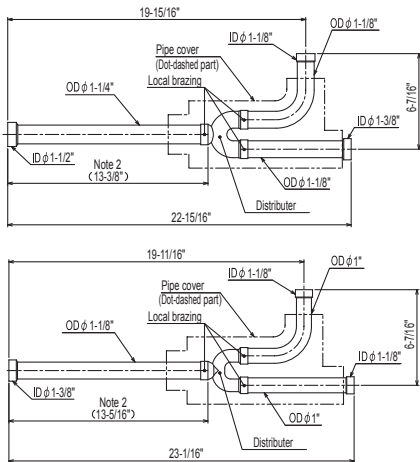 19-15/16"
ID φ 1-1/8"
OD φ 1-1/8"
Pipe cover
(Dot-dashed part)
Local brazing
OD φ 1-1/4"
6-7/16"
ID φ 1-3/8"
ID φ 1-1/2"
Note 2
(13-3/8")
OD φ 1-1/8"
Distributer
22-15/16"
19-11/16"
ID φ 1-1/8"
OD φ 1"
Pipe cover
(Dot-dashed part)
Local brazing
OD φ 1-1/8"
6-7/16"
ID φ 1-1/8"
ID φ 1-3/8"
Note 2
(13-5/16")
OD φ 1"
Distributer
23-1/16"